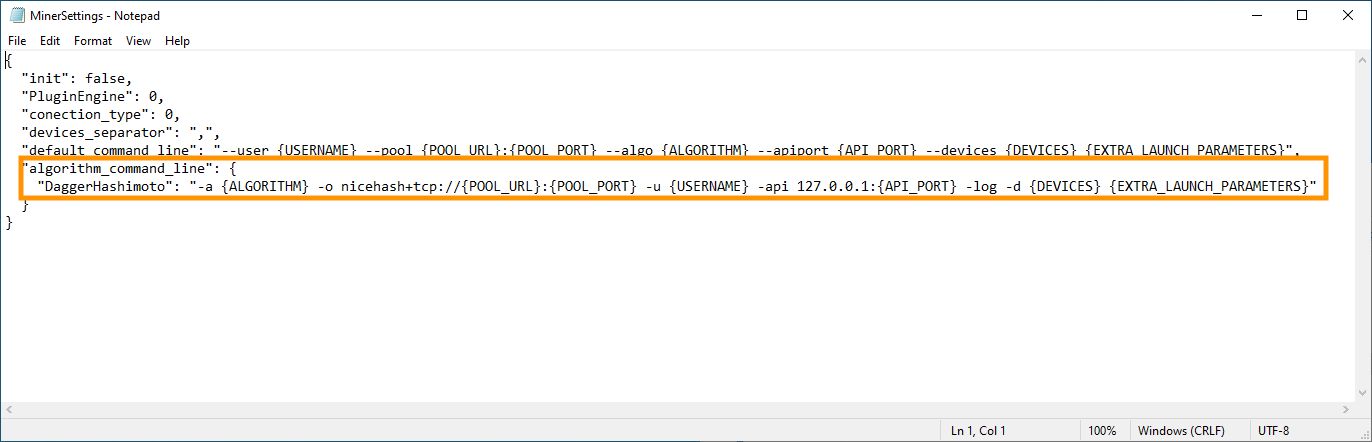 MinerSettings - Notepad
File Edit Format View Help
{
"init": false,
"PluginEngine": 0,
"conection_type": 0,
"devices_separator": ",",
"default_command_line": "--user {USERNAME} --pool {POOL_URL}:{POOL_PORT} --algo {ALGORITHM} --apiport {API_PORT} --devices {DEVICES} {EXTRA_LAUNCH_PARAMETERS}",
"algorithm_command_line": {
"DaggerHashimoto": "-a {ALGORITHM} -o nicehash+tcp://{POOL_URL}:{POOL_PORT} -u {USERNAME} -api 127.0.0.1:{API_PORT} -log -d {DEVICES} {EXTRA_LAUNCH_PARAMETERS}"
}
}
Ln 1, Col 1 100% Windows (CRLF) UTF-8